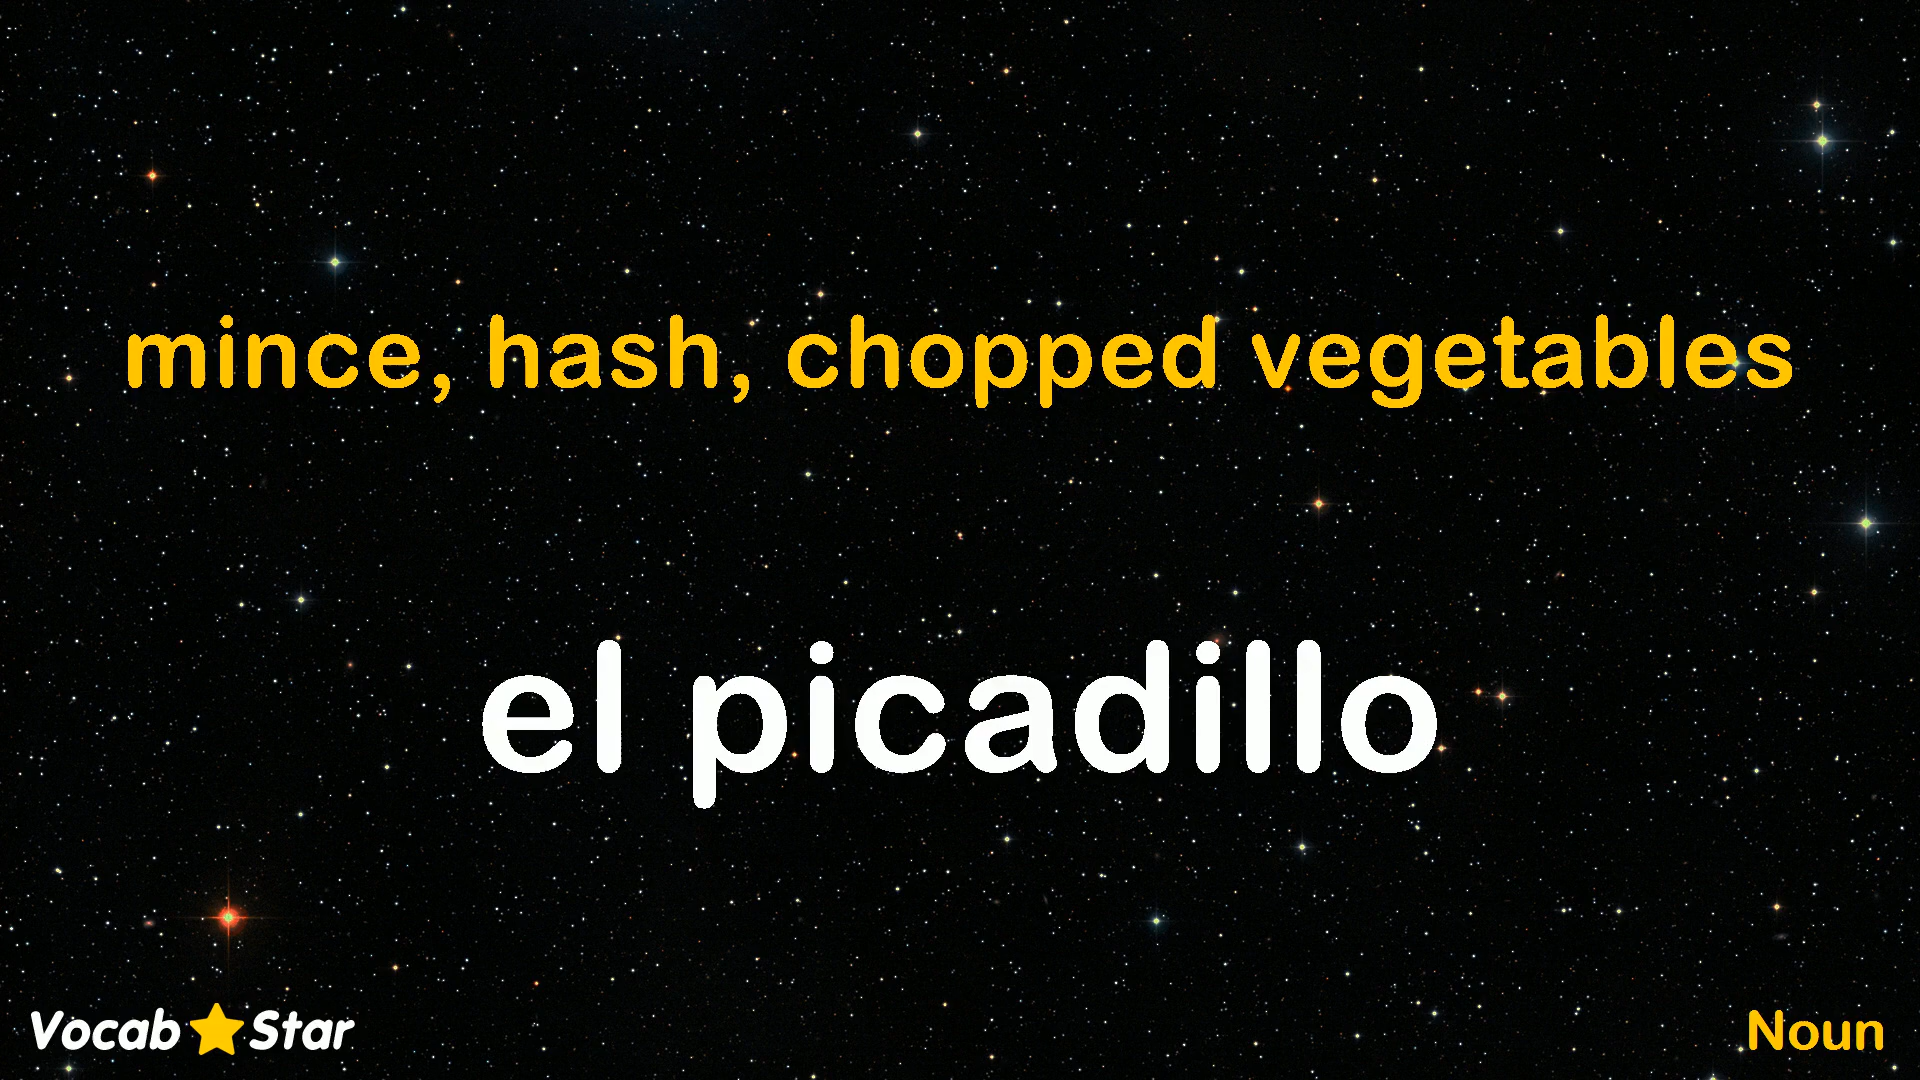 mince, hash, chopped vegetables
el picadillo
Vocab Star
Noun